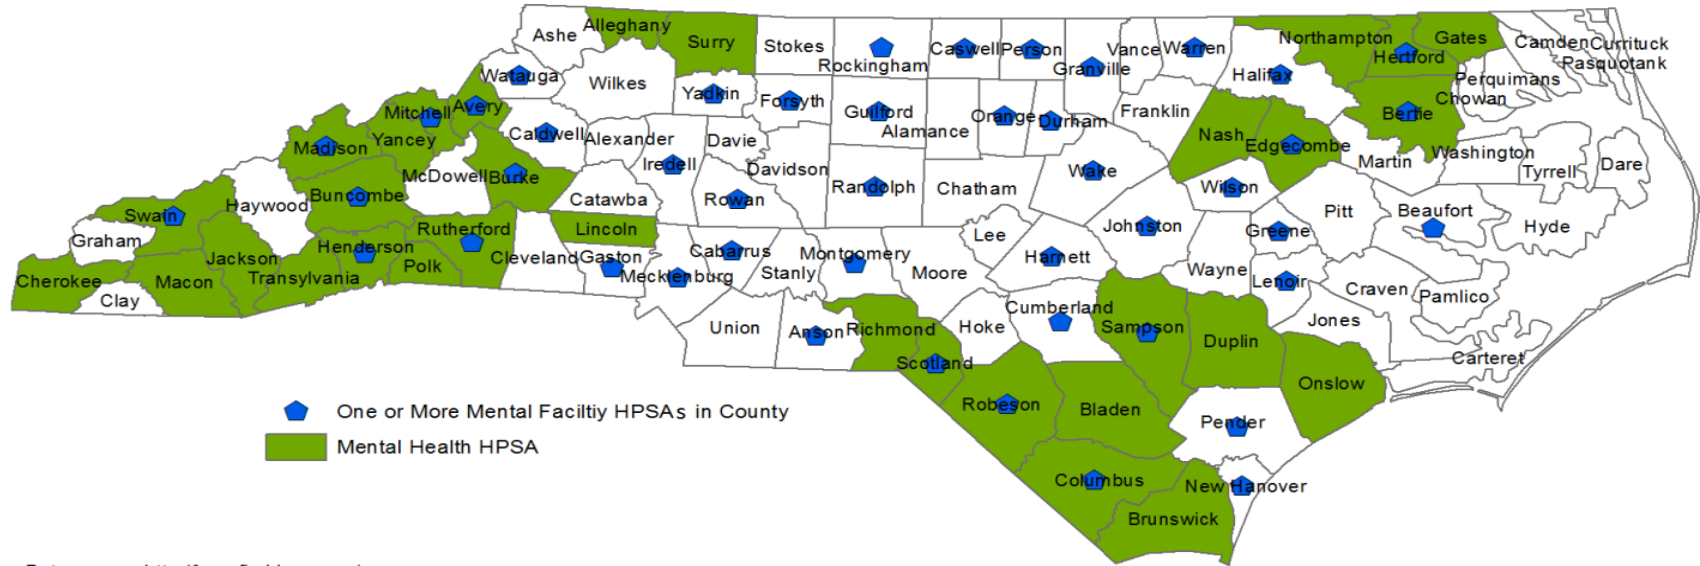 Ashe
Alleghany
Surry
Stokes
Rockingham
Caswell
Person
Granville
Vance
Warren
Northampton
Hertford
Gates
Camden
Currituck
Pasquotank
Perquimans
Chowan
Halifax
Bertie
Watauga
Wilkes
Yadkin
Forsyth
Guilford
Alamance
Orange
Durham
Franklin
Nash
Edgecombe
Martin
Washington
Tyrrell
Dare
Mitchell
Avery
Yancey
Madison
Caldwell
Alexander
Iredell
Davie
Davidson
Randolph
Chatham
Wake
Wilson
Pitt
Beaufort
Hyde
McDowell
Burke
Catawba
Rowan
Buncombe
Haywood
Swain
Graham
Cherokee
Clay
Macon
Jackson
Transylvania
Henderson
Polk
Rutherford
Cleveland
Lincoln
Gaston
Mecklenburg
Cabarrus
Stanly
Montgomery
Moore
Lee
Harnett
Johnston
Greene
Wayne
Lenoir
Craven
Pamlico
Jones
Carteret
Union
Anson
Richmond
Scotland
Hoke
Cumberland
Sampson
Duplin
Onslow
Robeson
Bladen
Pender
Columbus
New Hanover
Brunswick
One or More Mental Faciltiy HPSAs in County
Mental Health HPSA